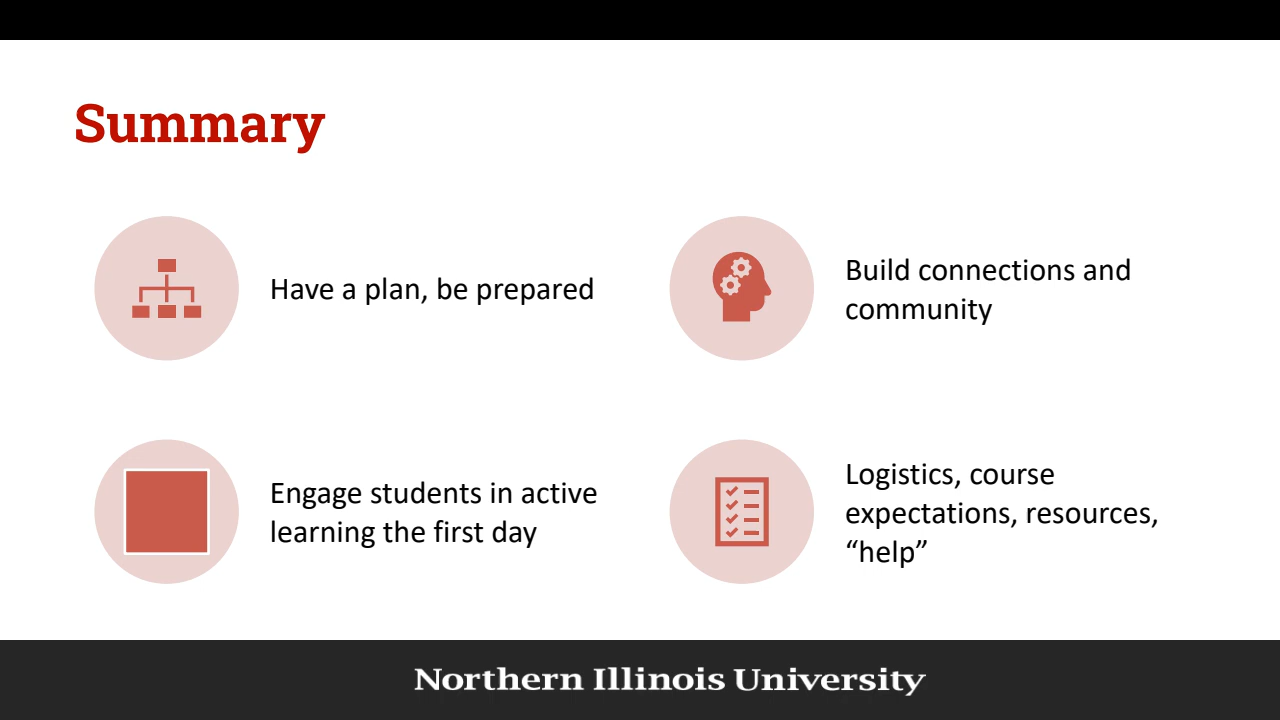 Summary
Have a plan, be prepared
Build connections and
community
Engage students in active
learning the first day
Logistics, course
expectations, resources,
“help”
Northern Illinois University